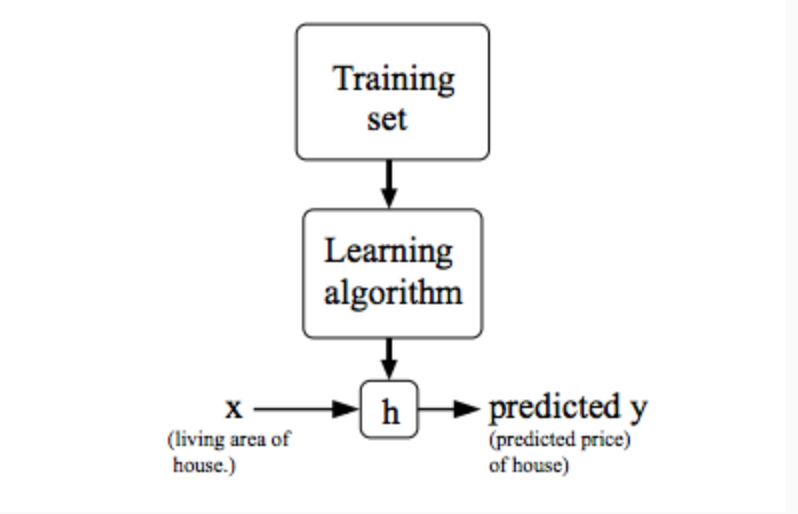 Training
set
Learning
algorithm
x
h
predicted y
(living area of
house.)
(predicted price)
of house)